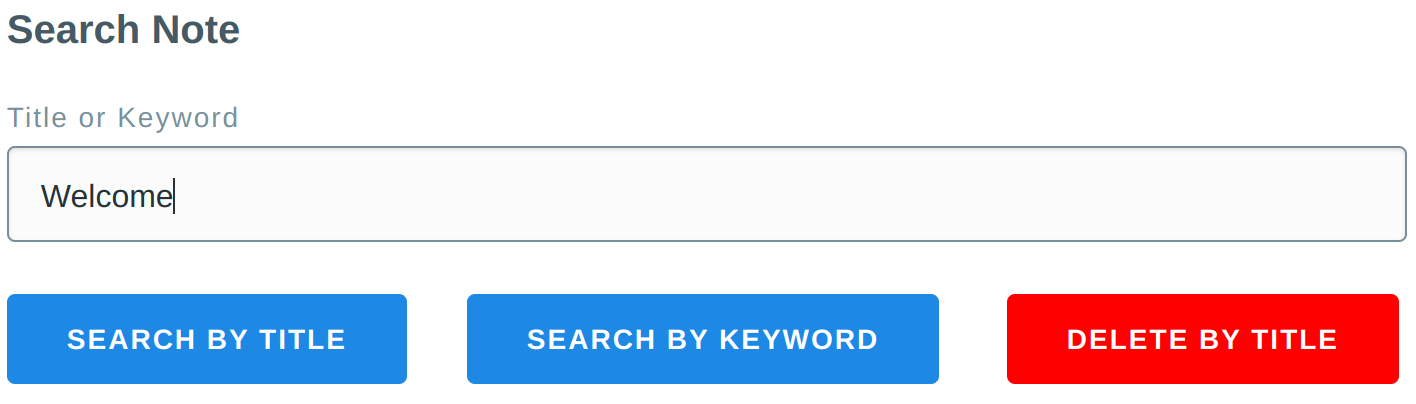 Search Note
Title or Keyword
Welcome
SEARCH BY TITLE
SEARCH BY KEYWORD
DELETE BY TITLE